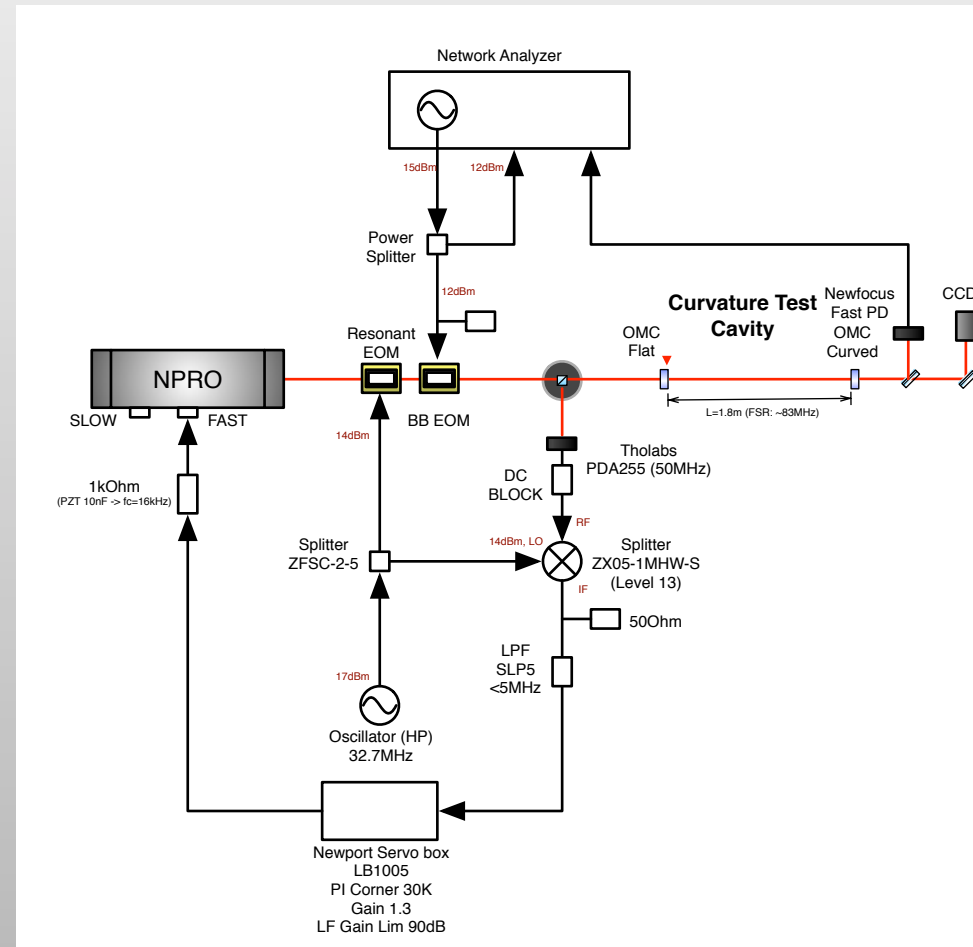 Network Analyzer
15dBm
12dBm
Power
Splitter
12dBm
Resonant
EOM
NPRO
SLOW
FAST
BB EOM
14dBm
Curvature Test
Cavity
OMC
Flat
Newfocus
Fast PD
OMC
Curved
CCD
L=1.8m (FSR: ~83MHz)
Tholabs
PDA255 (50MHz)
DC
BLOCK
1kOhm
(PZT 10nF -> fc=16kHz)
RF
14dBm, LO
Splitter
ZFSC-2-5
Splitter
ZX05-1MHW-S
(Level 13)
IF
50Ohm
LPF
SLP5
<5MHz
17dBm
Oscillator (HP)
32.7MHz
Newport Servo box
LB1005
PI Corner 30K
Gain 1.3
LF Gain Lim 90dB